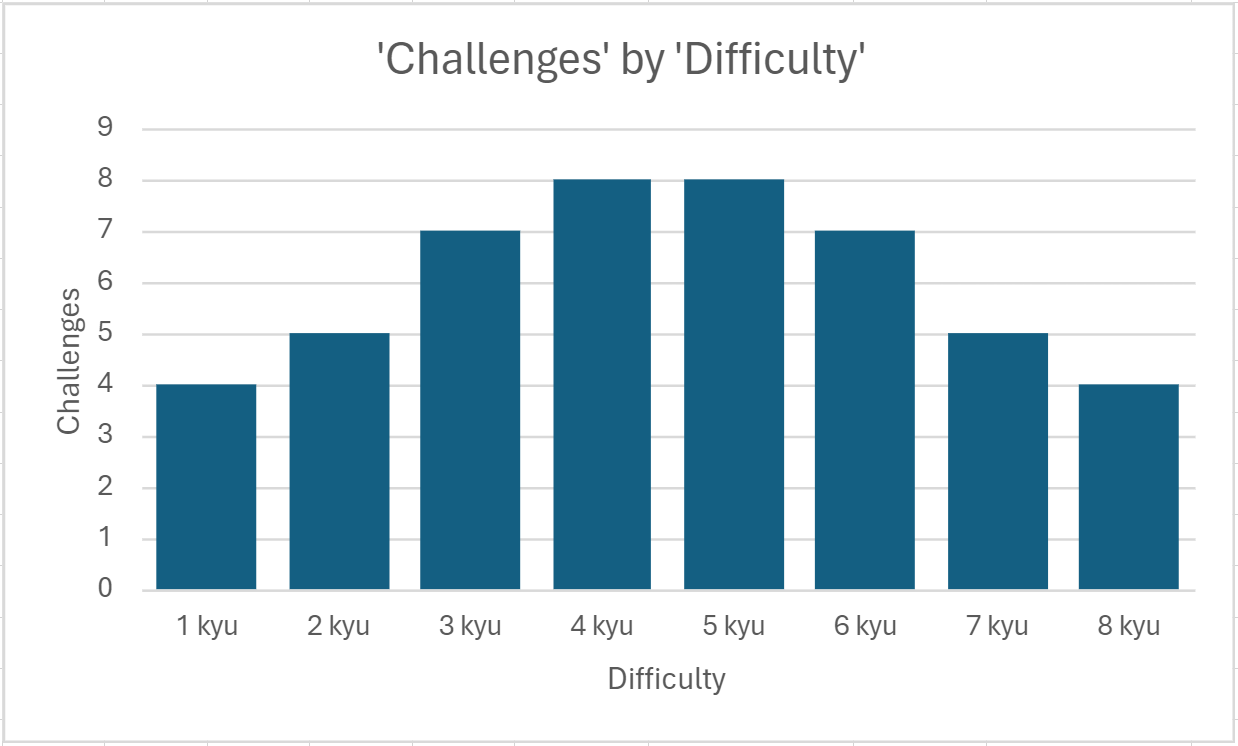 'Challenges' by 'Difficulty'
9
8
7
6
5
4
3
2
1
0
Challenges
1 kyu
2 kyu
3 kyu
4 kyu
5 kyu
6 kyu
7 kyu
8 kyu
Difficulty